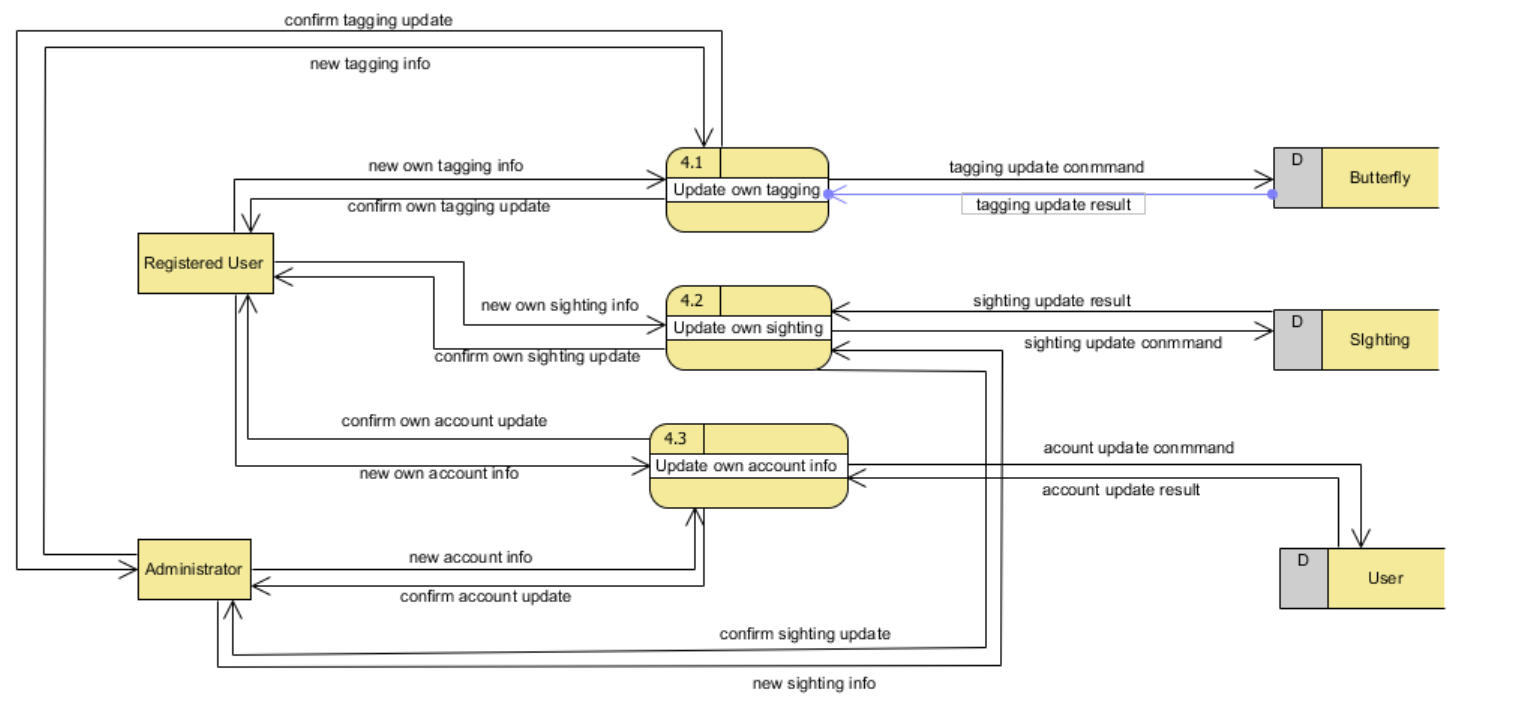 confirm tagging update
new tagging info
4.1
Update own tagging
new own tagging info
confirm own tagging update
tagging update conmmand
tagging update result
D
Butterfly
Registered User
new own sighting info
confirm own sighting update
4.2
Update own sighting
sighting update result
sighting update conmmand
D
SIghting
confirm own account update
new own account info
4.3
Update own account info
acount update conmmand
account update result
D
User
Administrator
new account info
confirm account update
confirm sighting update
new sighting info